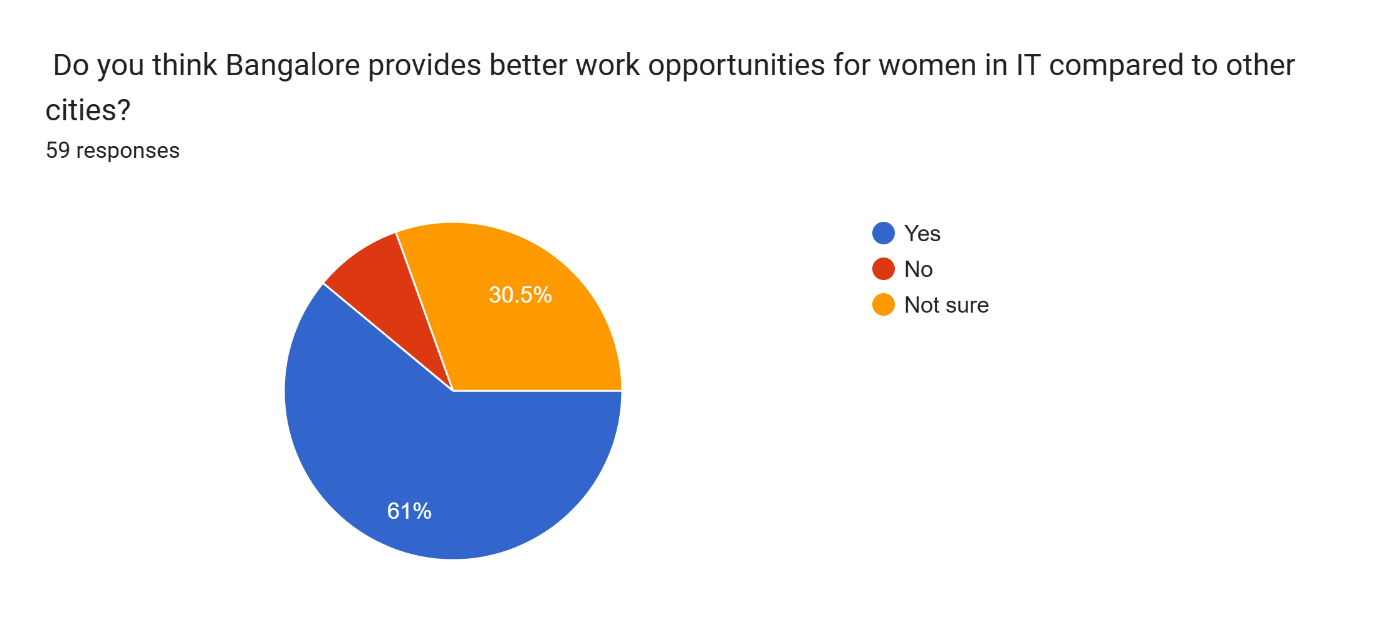 Do you think Bangalore provides better work opportunities for women in IT compared to other
cities?
59 responses
Yes
No
Not sure
30.5%
61%